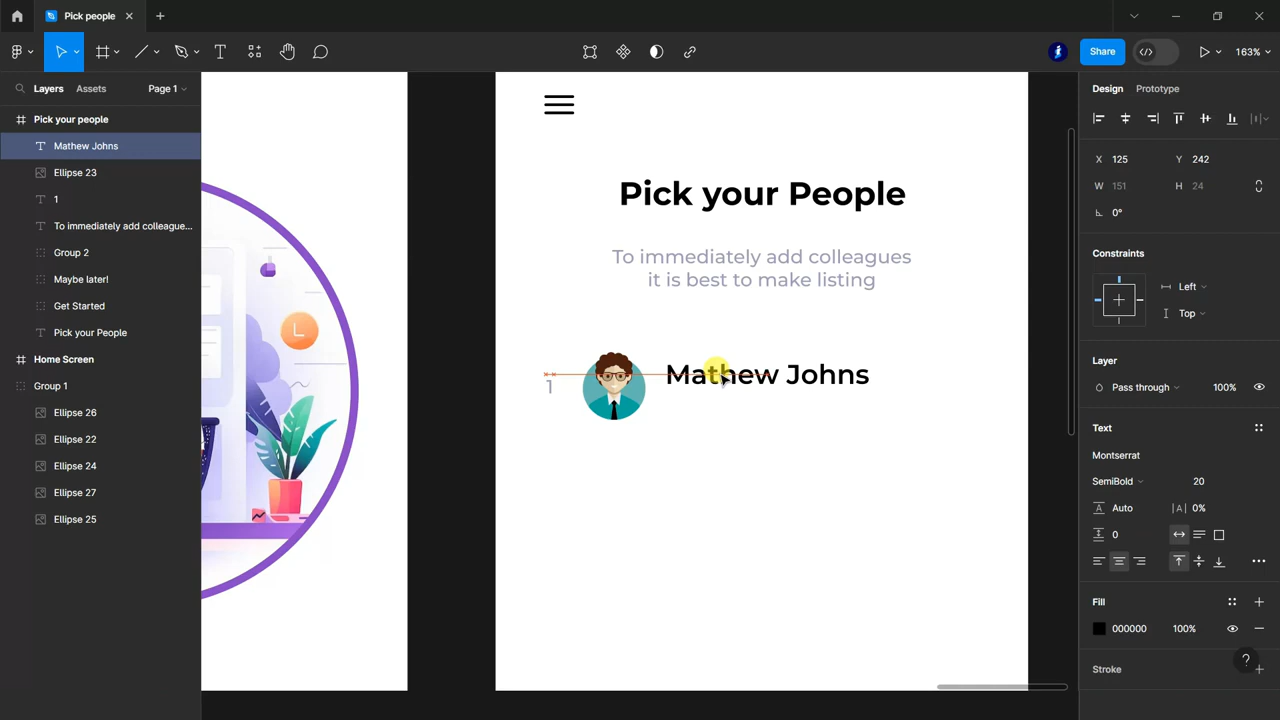 Pick people
Share
163%
Layers
Assets
Page 1
Design
Prototype
Pick your people
Mathew Johns
Ellipse 23
1
To immediately add colleague...
Group 2
Maybe later!
Get Started
Pick your People
Home Screen
Group 1
Ellipse 26
Ellipse 22
Ellipse 24
Ellipse 27
Ellipse 25
Pick your People
To immediately add colleagues
it is best to make listing
1
Mathew Johns
X 125
Y 242
W 151
H 24
0°
Constraints
Left
Top
Layer
Pass through
100%
Text
Montserrat
SemiBold
20
Auto
|A| 0%
0
Fill
000000
100%
?
Stroke